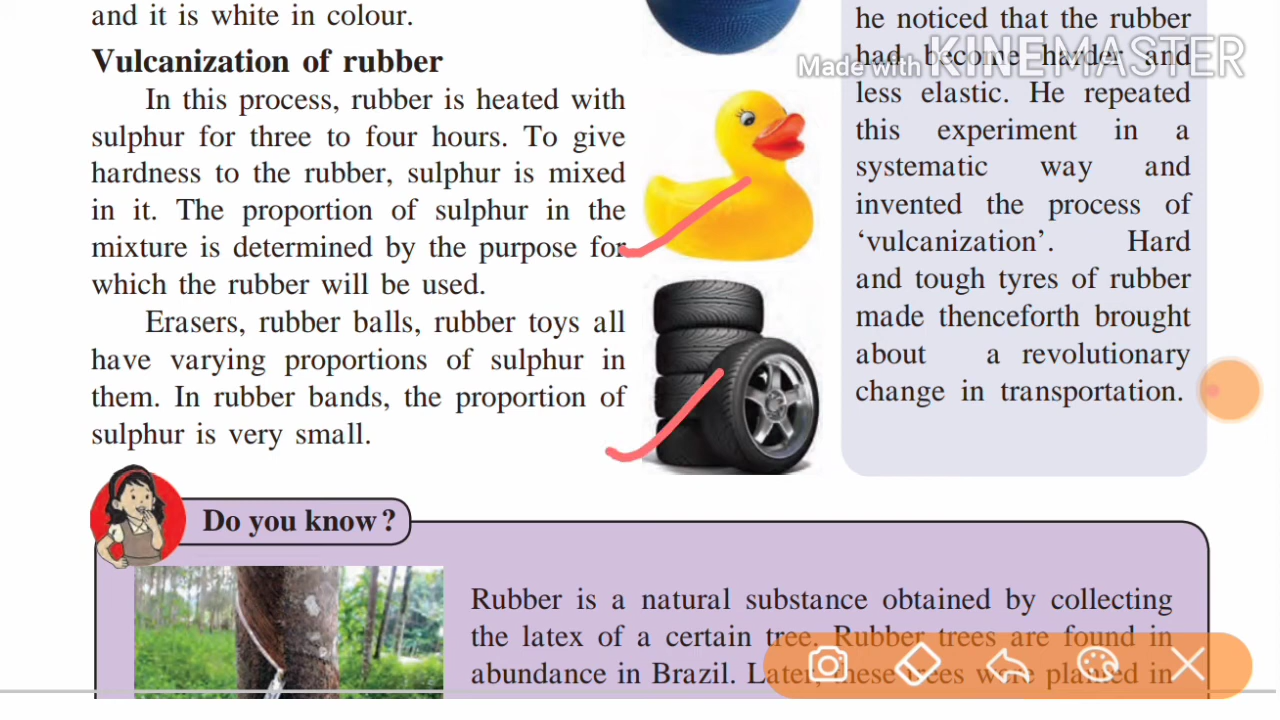 and it is white in colour.
Vulcanization of rubber
In this process, rubber is heated with
sulphur for three to four hours. To give
hardness to the rubber, sulphur is mixed
in it. The proportion of sulphur in the
mixture is determined by the purpose for
which the rubber will be used.
Erasers, rubber balls, rubber toys all
have varying proportions of sulphur in
them. In rubber bands, the proportion of
sulphur is very small.
he noticed that the rubber
had become harder and
less elastic. He repeated
this experiment in a
systematic way and
invented the process of
‘vulcanization’. Hard
and tough tyres of rubber
made thenceforth brought
about a revolutionary
change in transportation.
Made with KINEMASTER
Do you know?
Rubber is a natural substance obtained by collecting
the latex of a certain tree. Rubber trees are found in
abundance in Brazil. Later, these trees were planted in